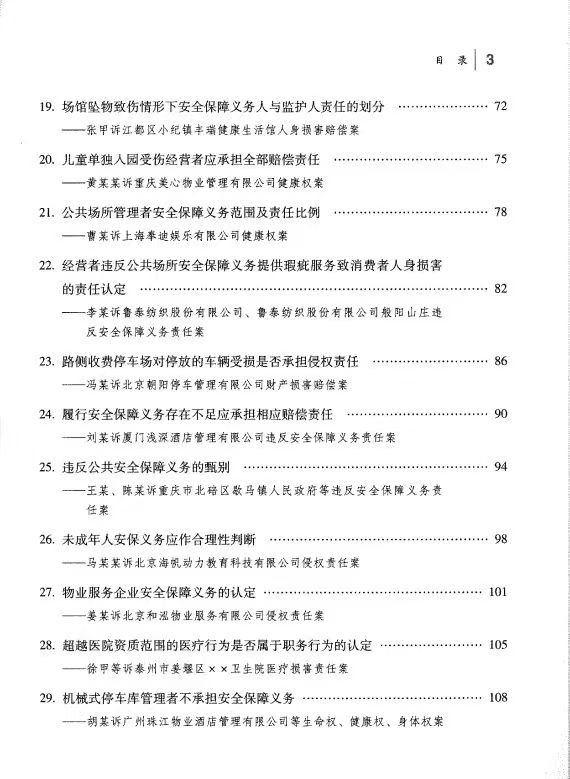 目 录 3
19. 场馆坠物致伤情形下安全保障义务人与监护人责任的划分 ………………… 72
——张甲诉江都区小纪镇丰瑞健康生活馆人身损害赔偿案
20. 儿童单独入园受伤经营者应承担全部赔偿责任 ………………… 75
——黄某某诉重庆美心物业管理有限公司健康权案
21. 公共场所管理者安全保障义务范围及责任比例 ………………… 78
——曹某诉上海奉迪娱乐有限公司健康权案
22. 经营者违反公共场所安全保障义务提供瑕疵服务致消费者人身损害
的责任认定 ………………… 82
——李某诉鲁泰纺织股份有限公司、鲁泰纺织股份有限公司般阳山庄违
反安全保障义务责任案
23. 路侧收费停车场对停放的车辆受损是否承担侵权责任 ………………… 86
——冯某诉北京朝阳停车管理有限公司财产损害赔偿案
24. 履行安全保障义务存在不足应承担相应赔偿责任 ………………… 90
——刘某诉厦门浅深酒店管理有限公司违反安全保障义务责任案
25. 违反公共安全保障义务的甄别 ………………… 94
——王某、陈某诉重庆市北碚区歇马镇人民政府等违反安全保障义务责
任案
26. 未成年人安保义务应作合理性判断 ………………… 98
——马某某诉北京海帆动力教育科技有限公司侵权责任案
27. 物业服务企业安全保障义务的认定 ………………… 101
——姜某诉北京和泓物业服务有限公司侵权责任案
28. 超越医院资质范围的医疗行为是否属于职务行为的认定 ………………… 105
——徐甲等诉泰州市姜堰区××卫生院医疗损害责任案
29. 机械式停车库管理者不承担安全保障义务 ………………… 108
——胡某诉广州珠江物业酒店管理有限公司等生命权、健康权、身体权案